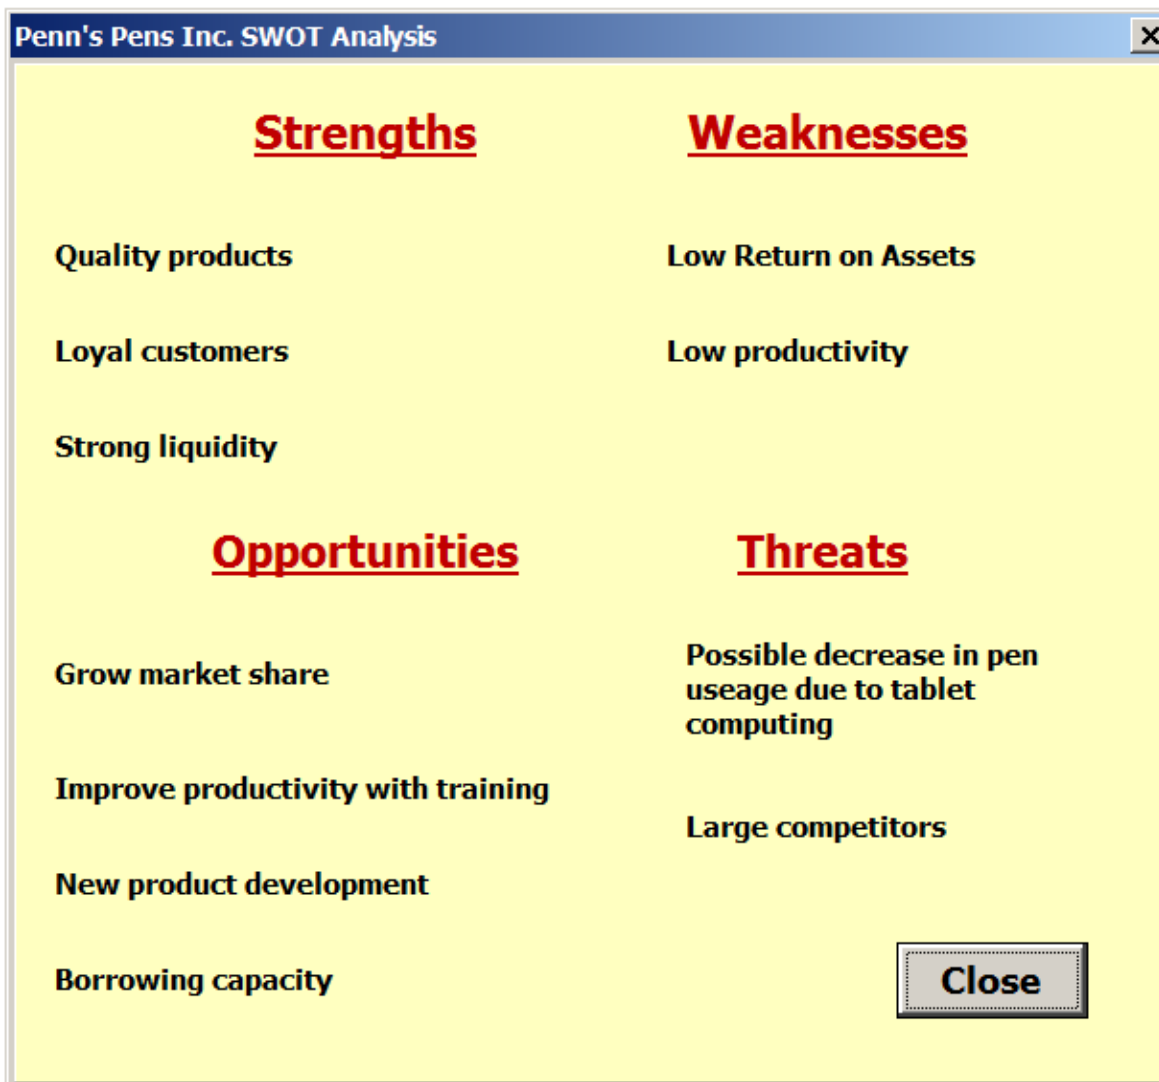 Penn's Pens Inc. SWOT Analysis
Strengths
Quality products
Loyal customers
Strong liquidity
Weaknesses
Low Return on Assets
Low productivity
Opportunities
Grow market share
Improve productivity with training
New product development
Borrowing capacity
Threats
Possible decrease in pen
useage due to tablet
computing
Large competitors
Close